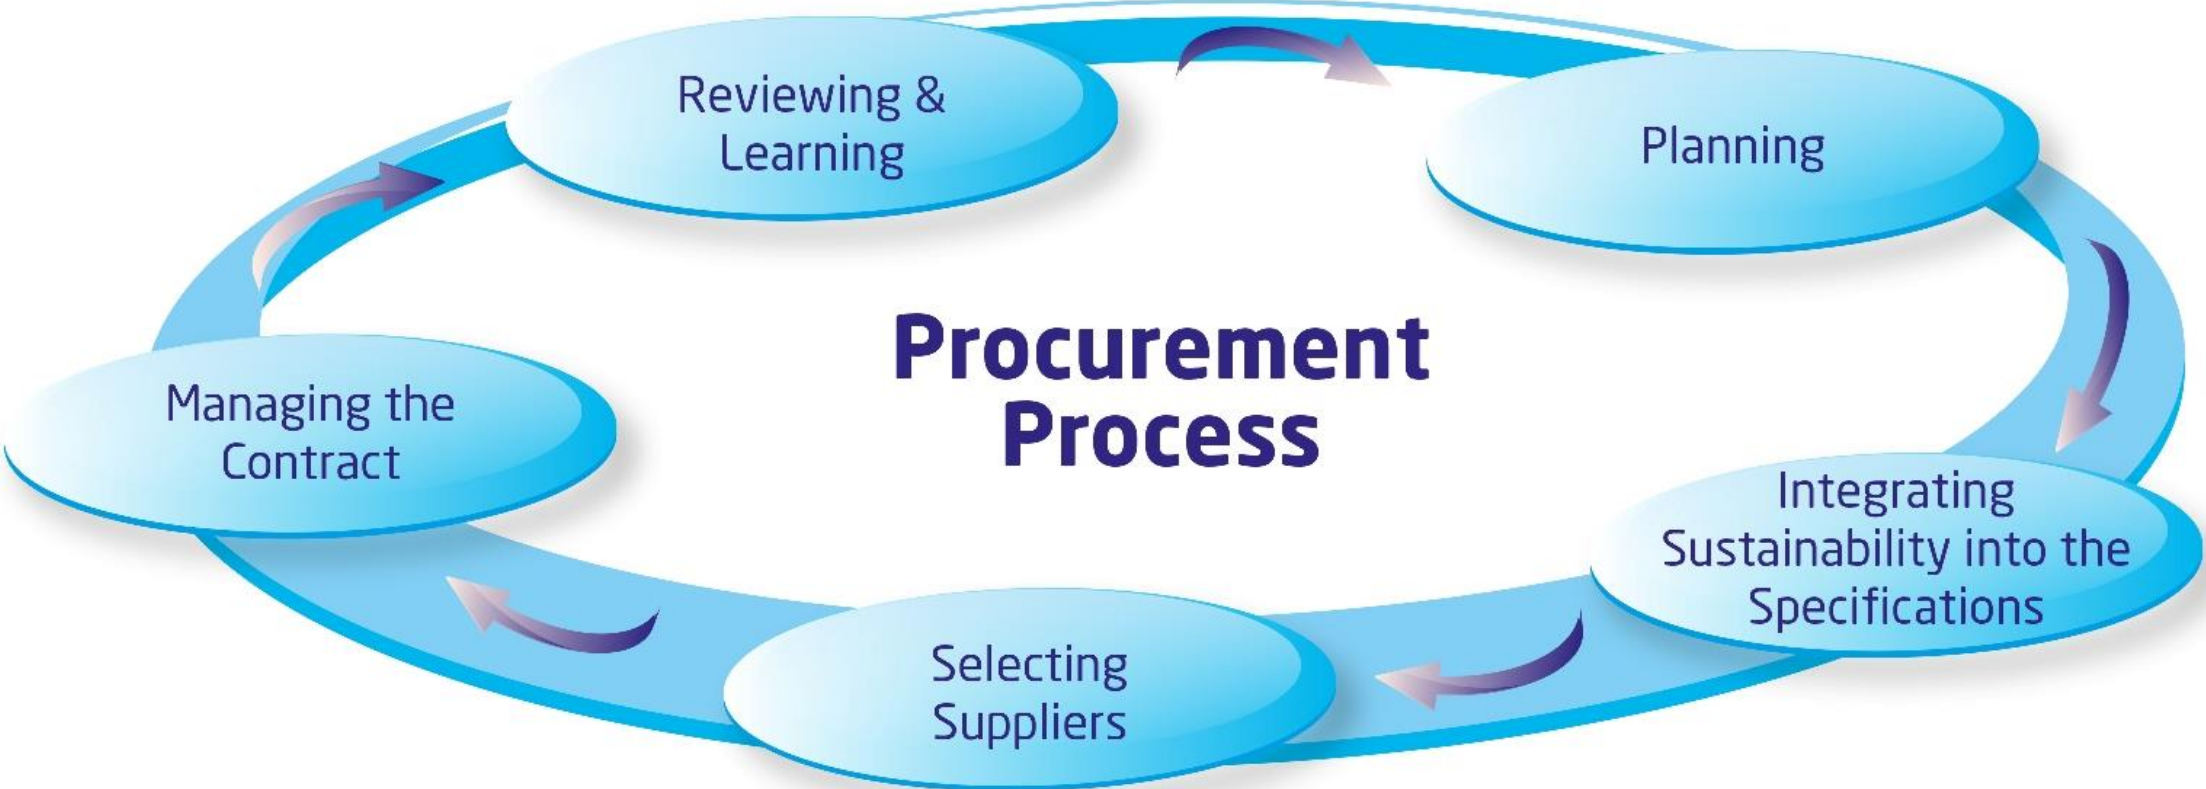 Reviewing &
Learning
Planning
Procurement
Process
Managing the
Contract
Integrating
Sustainability into the
Specifications
Selecting
Suppliers